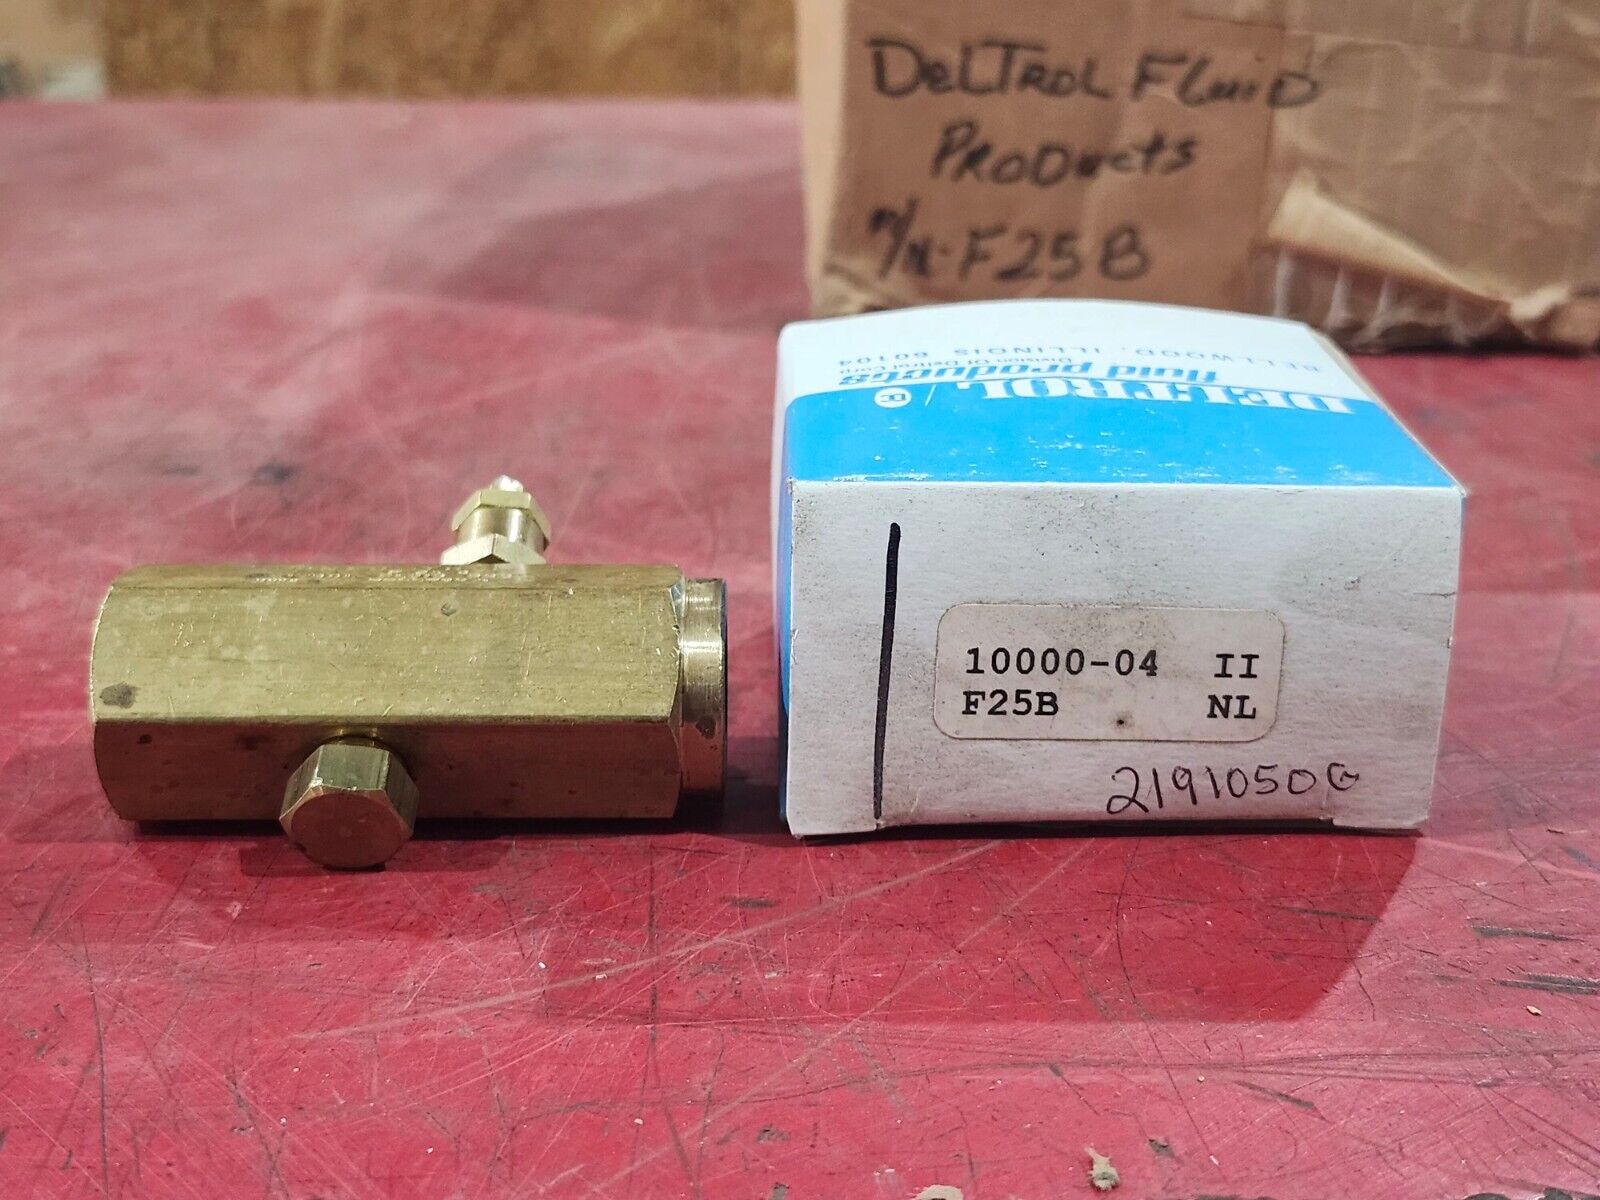 DelTrol Fluid
Products
P/N-F25B
DELTROL
fluid products
Division Of Deltrol Corp
BELLWOOD, ILLINOIS 60104
10000-04 II
F25B NL
2191050G